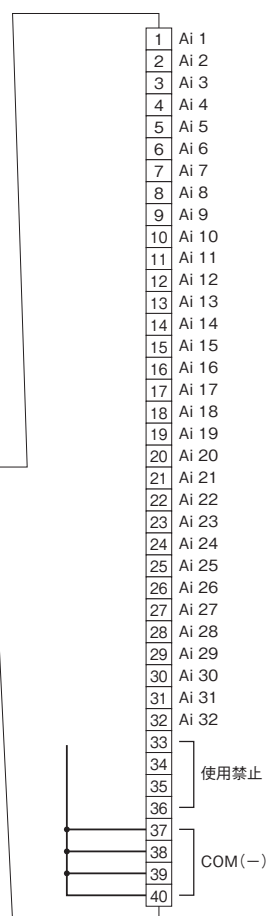 1 Ai 1
2 Ai 2
3 Ai 3
4 Ai 4
5 Ai 5
6 Ai 6
7 Ai 7
8 Ai 8
9 Ai 9
10 Ai 10
11 Ai 11
12 Ai 12
13 Ai 13
14 Ai 14
15 Ai 15
16 Ai 16
17 Ai 17
18 Ai 18
19 Ai 19
20 Ai 20
21 Ai 21
22 Ai 22
23 Ai 23
24 Ai 24
25 Ai 25
26 Ai 26
27 Ai 27
28 Ai 28
29 Ai 29
30 Ai 30
31 Ai 31
32 Ai 32
33
34
使用禁止
35
36
37
38
COM(－)
39
40